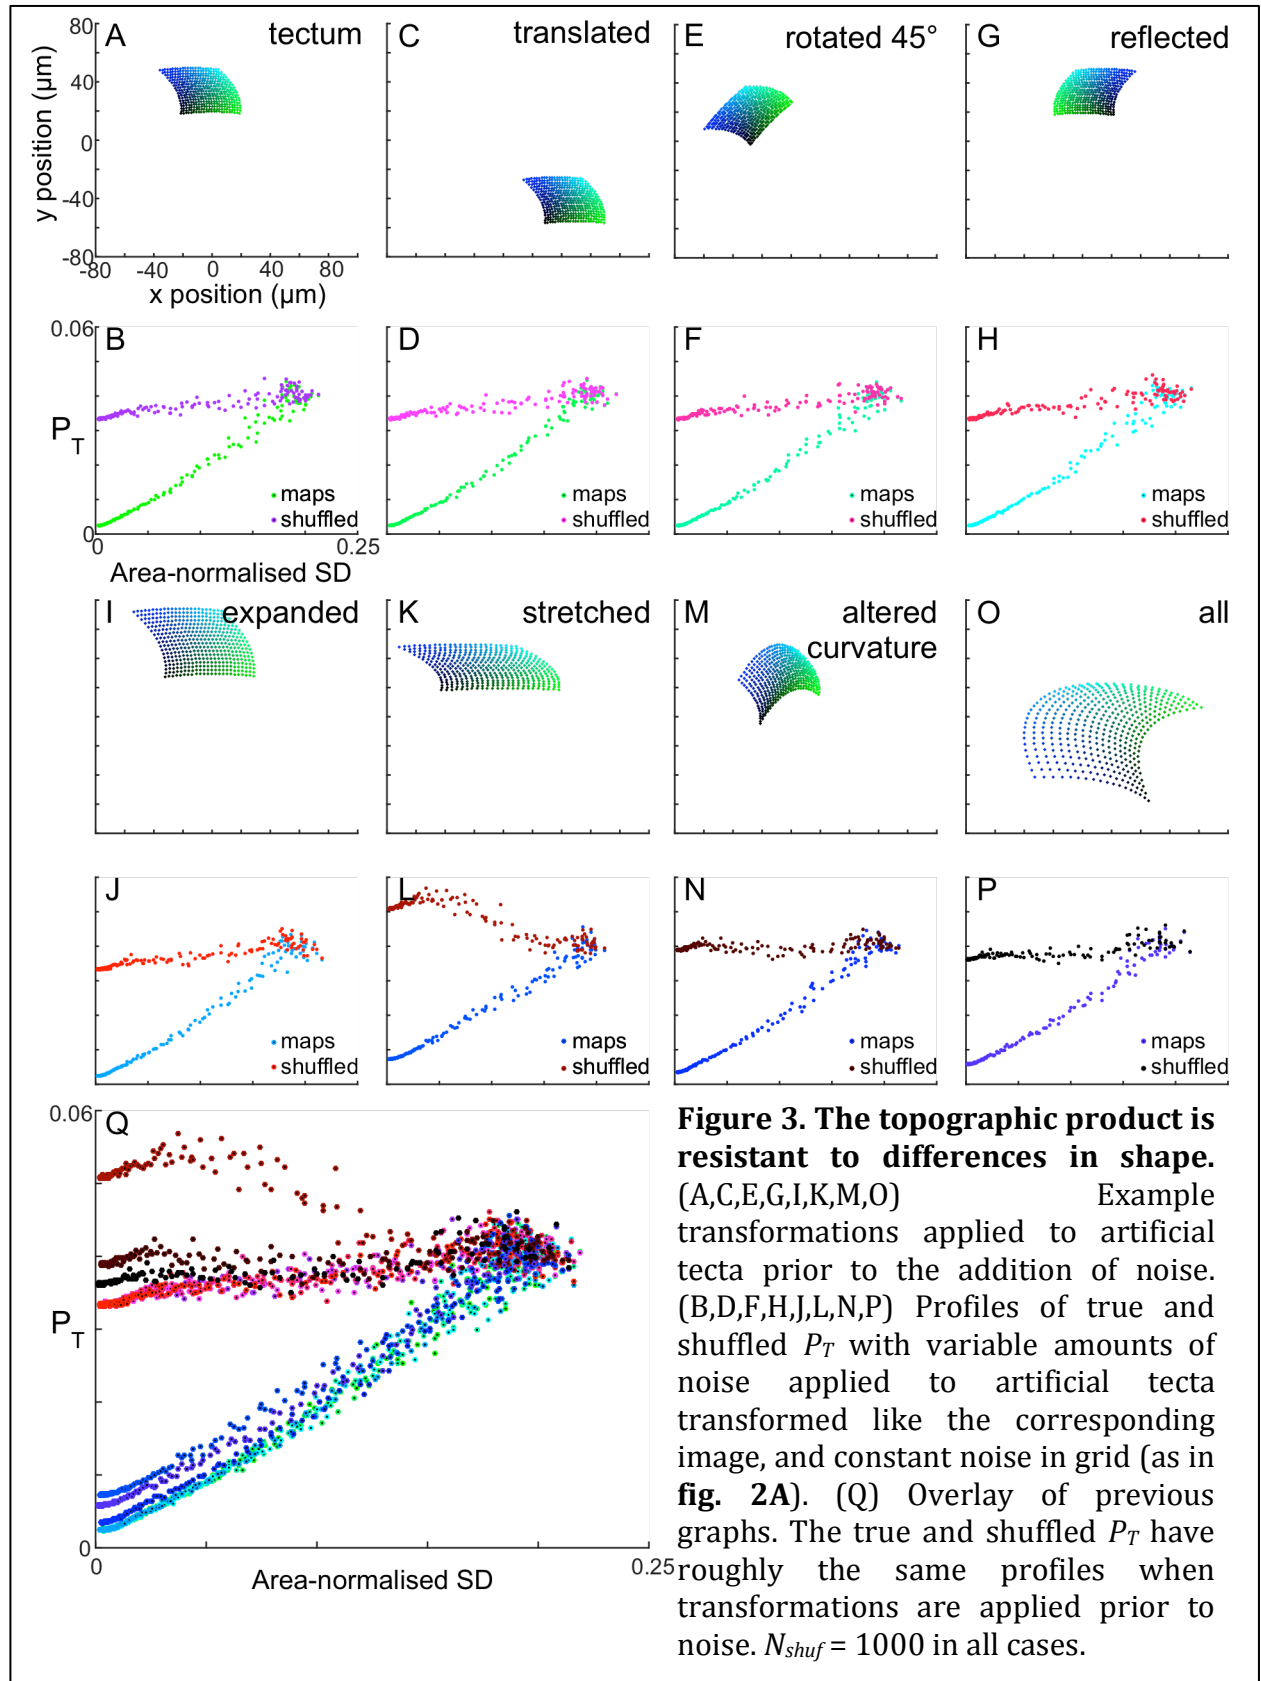 A tectum
C translated
E rotated 45°
G reflected
80
40
0
-40
-80
y position (µm)
-80 -40 0 40 80
x position (µm)
B
D
F
H
0.06
P_T
0
maps
shuffled
maps
shuffled
maps
shuffled
maps
shuffled
0 0.25
Area-normalised SD
I expanded
K stretched
M altered
curvature
O all
J
L
N
P
maps
shuffled
maps
shuffled
maps
shuffled
maps
shuffled
Q
0.06
P_T
0
0 0.25
Area-normalised SD
Figure 3. The topographic product is
resistant to differences in shape.
(A,C,E,G,I,K,M,O) Example
transformations applied to artificial
tecta prior to the addition of noise.
(B,D,F,H,J,L,N,P) Profiles of true and
shuffled P_T with variable amounts of
noise applied to artificial tecta
transformed like the corresponding
image, and constant noise in grid (as in
fig. 2A). (Q) Overlay of previous
graphs. The true and shuffled P_T have
roughly the same profiles when
transformations are applied prior to
noise. N_shuf = 1000 in all cases.